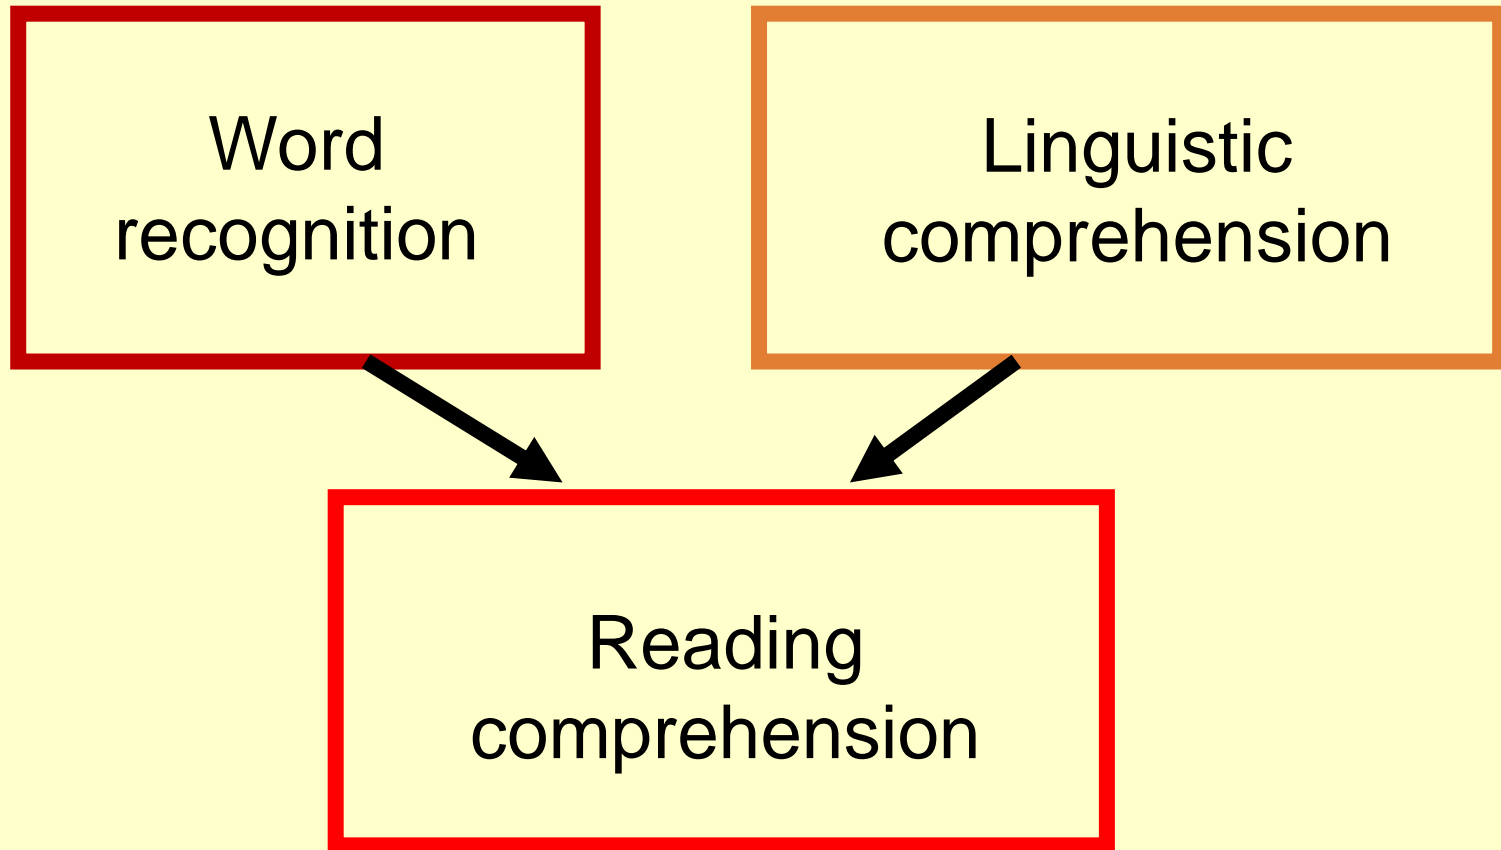 Word
recognition
Linguistic
comprehension
Reading
comprehension